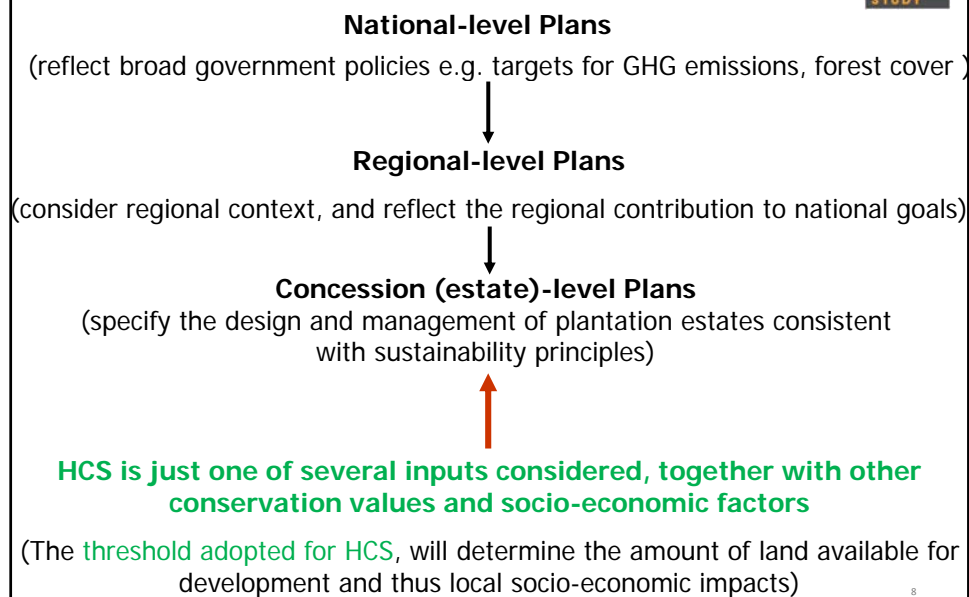 STUDY
National-level Plans
(reflect broad government policies e.g. targets for GHG emissions, forest cover )
Regional-level Plans
(consider regional context, and reflect the regional contribution to national goals)
Concession (estate)-level Plans
(specify the design and management of plantation estates consistent
with sustainability principles)
HCS is just one of several inputs considered, together with other
conservation values and socio-economic factors
(The threshold adopted for HCS, will determine the amount of land available for
development and thus local socio-economic impacts)
8